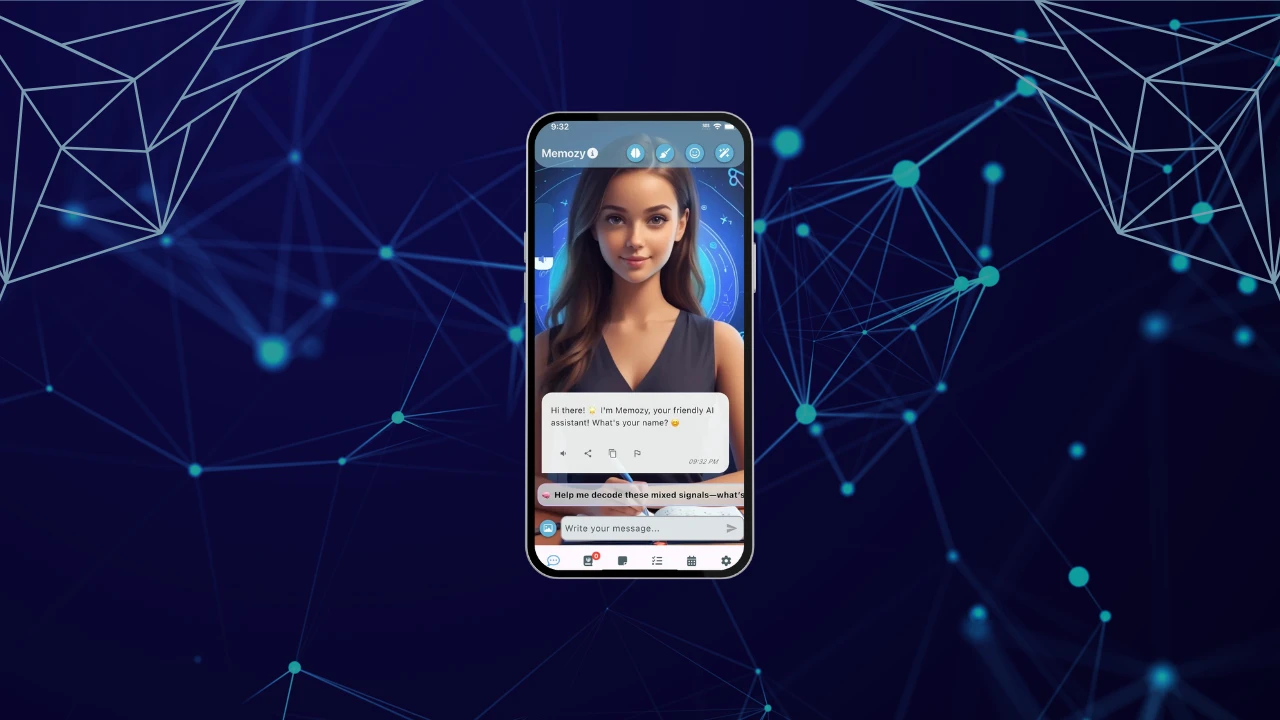 9:32
Memozy
Hi there! 🌟 I'm Memozy, your friendly AI
assistant! What's your name? 😊
09:32 PM
Help me decode these mixed signals—what's
Write your message...
0